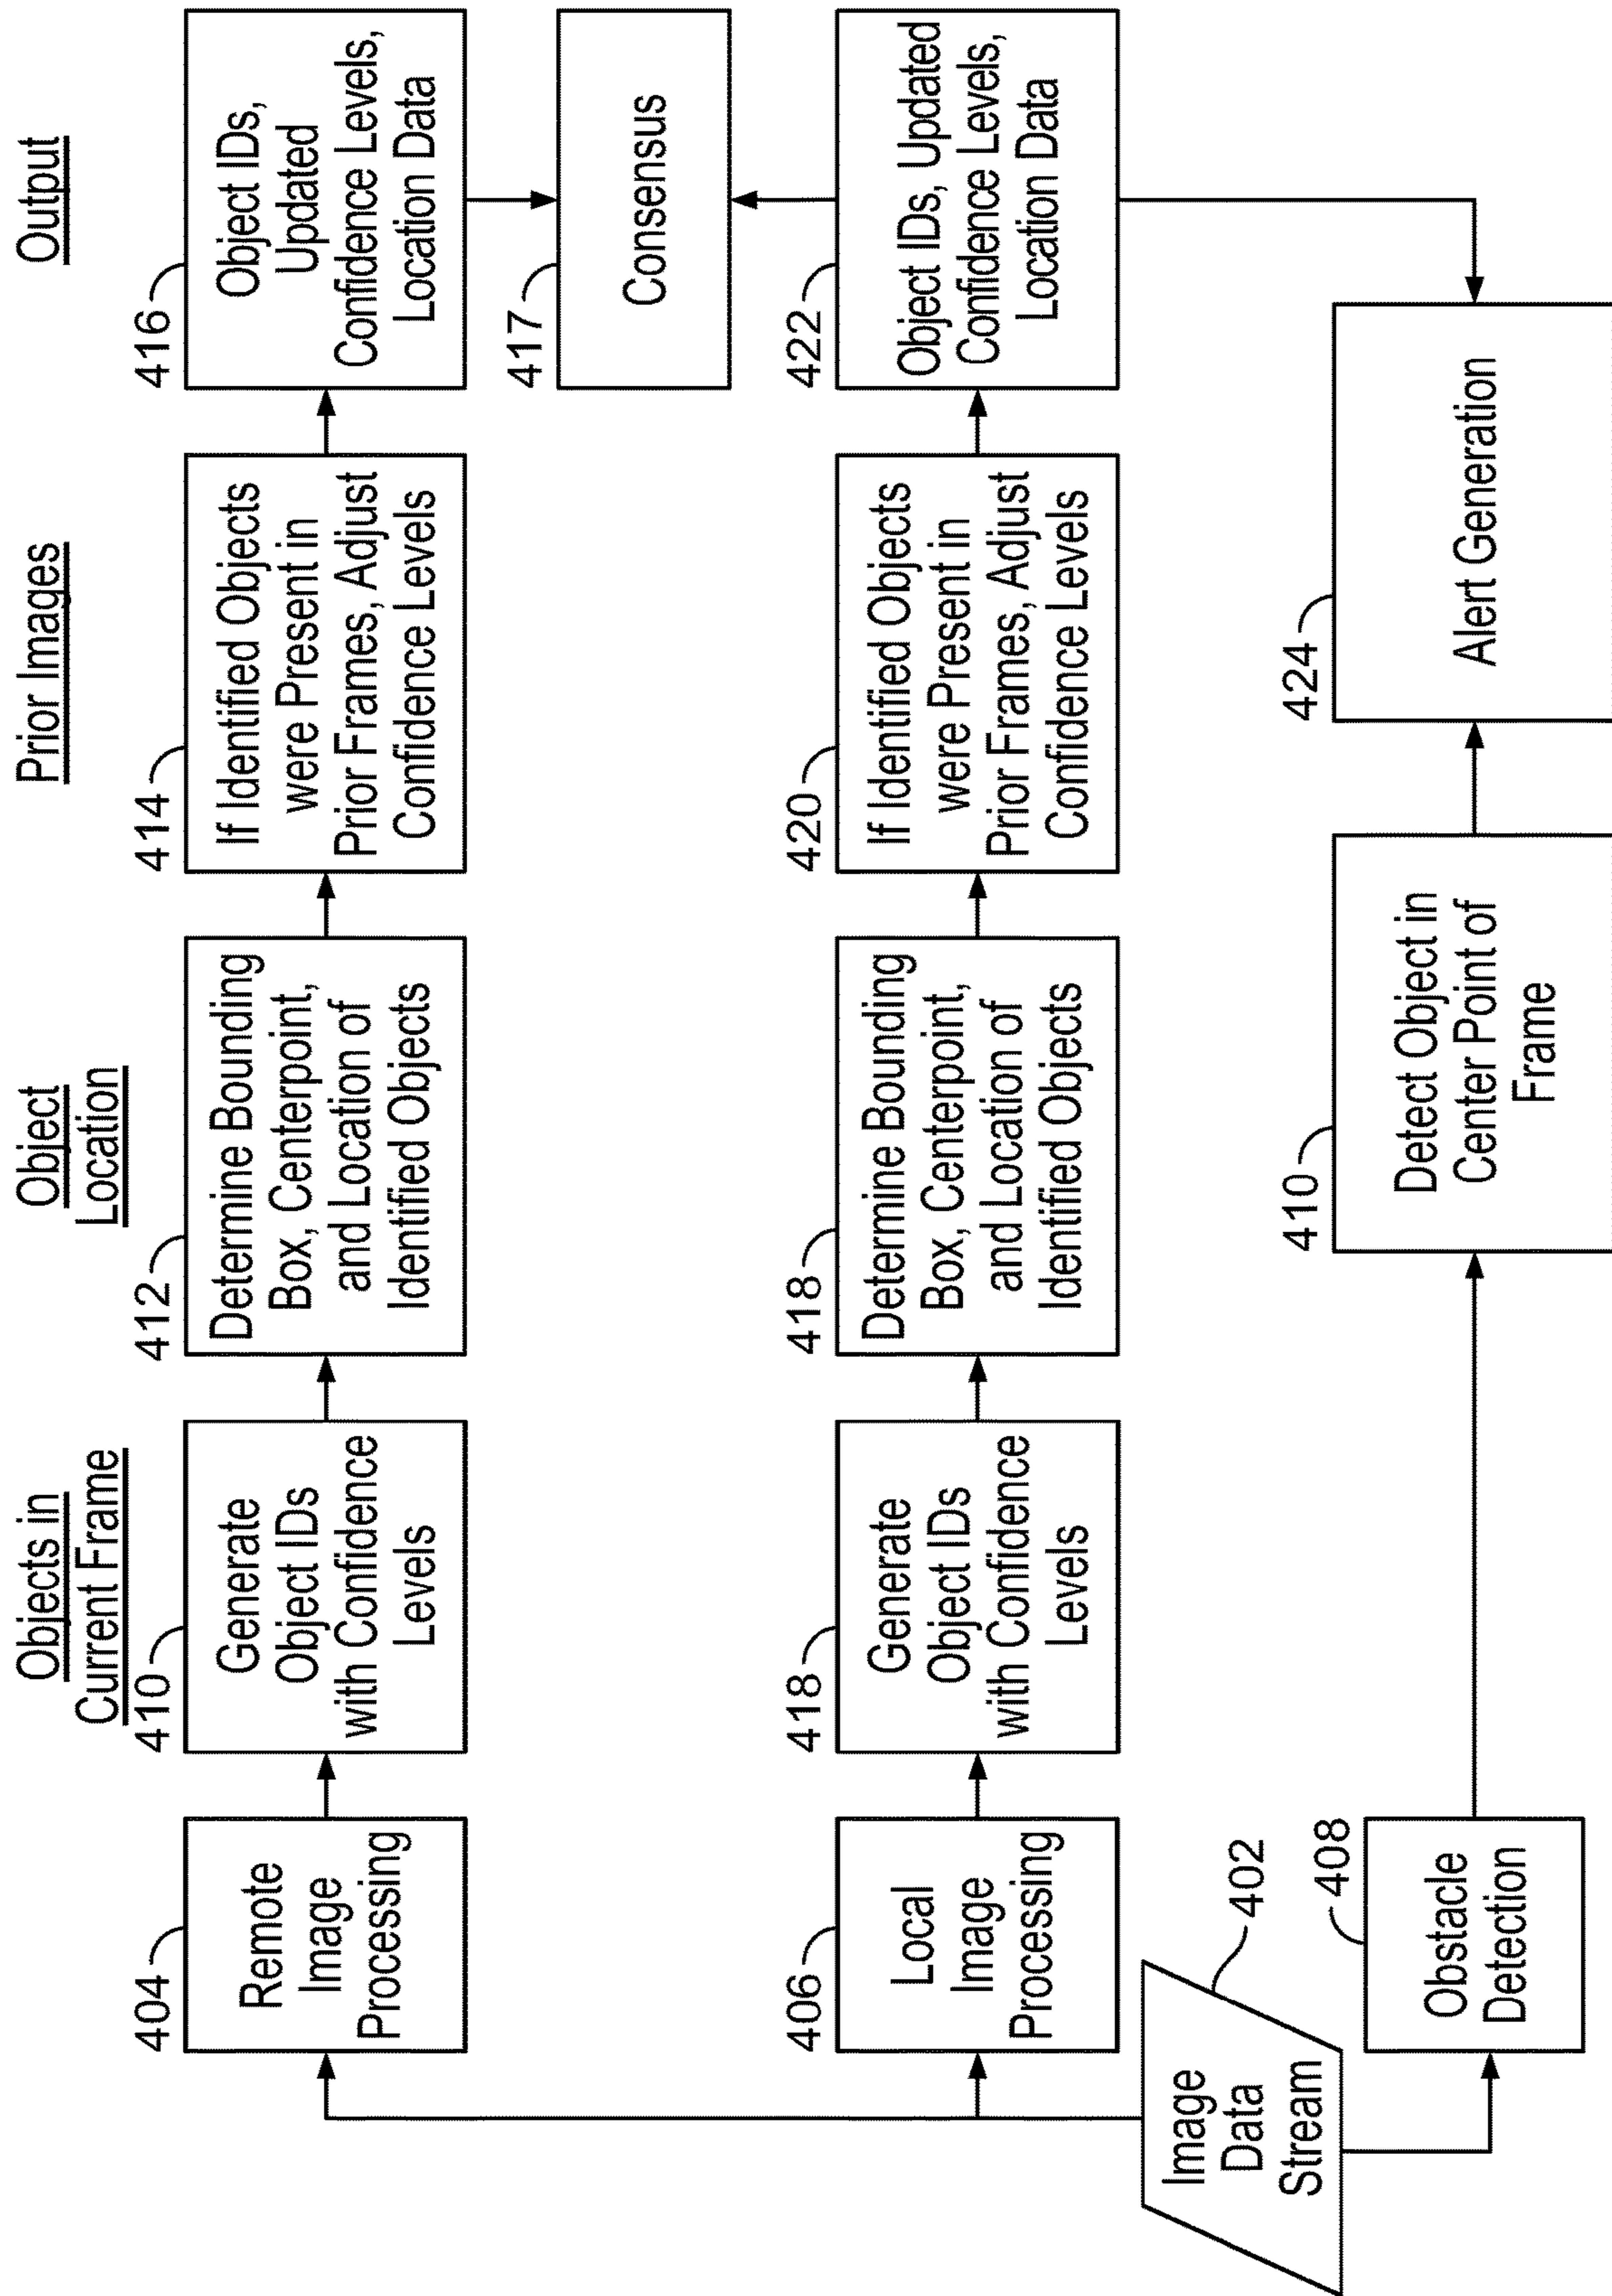 Objects in
Current Frame
Object
Location
Prior Images
Output
404
Remote
Image
Processing
410
Generate
Object IDs
with Confidence
Levels
412
Determine Bounding
Box, Centerpoint,
and Location of
Identified Objects
414
If Identified Objects
were Present in
Prior Frames, Adjust
Confidence Levels
416
Object IDs,
Updated
Confidence Levels,
Location Data
417
Consensus
406
Local
Image
Processing
418
Generate
Object IDs
with Confidence
Levels
418
Determine Bounding
Box, Centerpoint,
and Location of
Identified Objects
420
If Identified Objects
were Present in
Prior Frames, Adjust
Confidence Levels
422
Object IDs, Updated
Confidence Levels,
Location Data
402
Image
Data
Stream
408
Obstacle
Detection
410
Detect Object in
Center Point of
Frame
424
Alert Generation